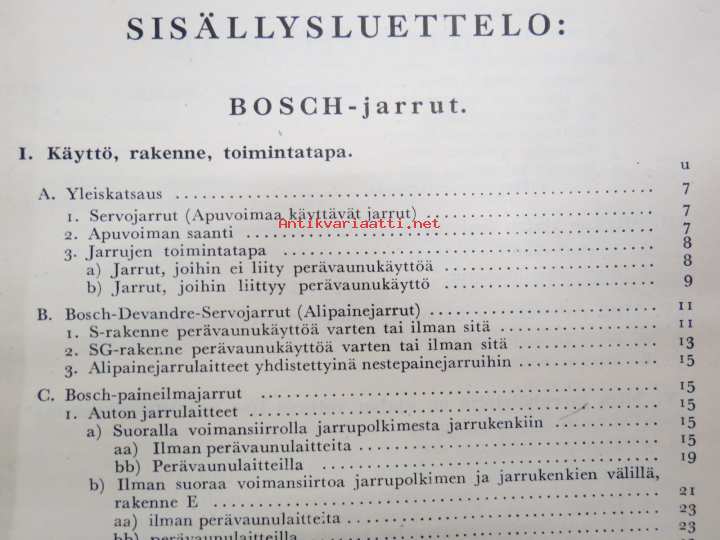 SISÄLLYSLUETTELO:
BOSCH-jarrut.
I. Käyttö, rakenne, toimintatapa.
u
A. Yleiskatsaus 7
1. Servojarrut (Apuvoimaa käyttävät jarrut) 7
Antikvariaatti.net
2. Apuvoiman saanti 7
3. Jarrujen toimintatapa 8
a) Jarrut, joihin ei liity perävaunukäyttöä 8
b) Jarrut, joihin liittyy perävaunukäyttö 9
B. Bosch-Devandre-Servojarrut (Alipainejarrut) 11
1. S-rakenne perävaunukäyttöä varten tai ilman sitä 11
2. SG-rakenne perävaunukäyttöä varten tai ilman sitä 13
3. Alipainejarrulaitteet yhdistettyinä nestepainejarruihin 15
C. Bosch-paineilmajarrut 15
1. Auton jarrulaitteet 15
a) Suoralla voimansiirrolla jarrupolkimesta jarrukenkiin 15
aa) Ilman perävaunulaitteita 15
bb) Perävaunulaitteilla 19
b) Ilman suoraa voimansiirtoa jarrupolkimen ja jarrukenkien välillä,
rakenne E 21
aa) ilman perävaunulaitteita 23
bb) perävaunulaitteilla 23